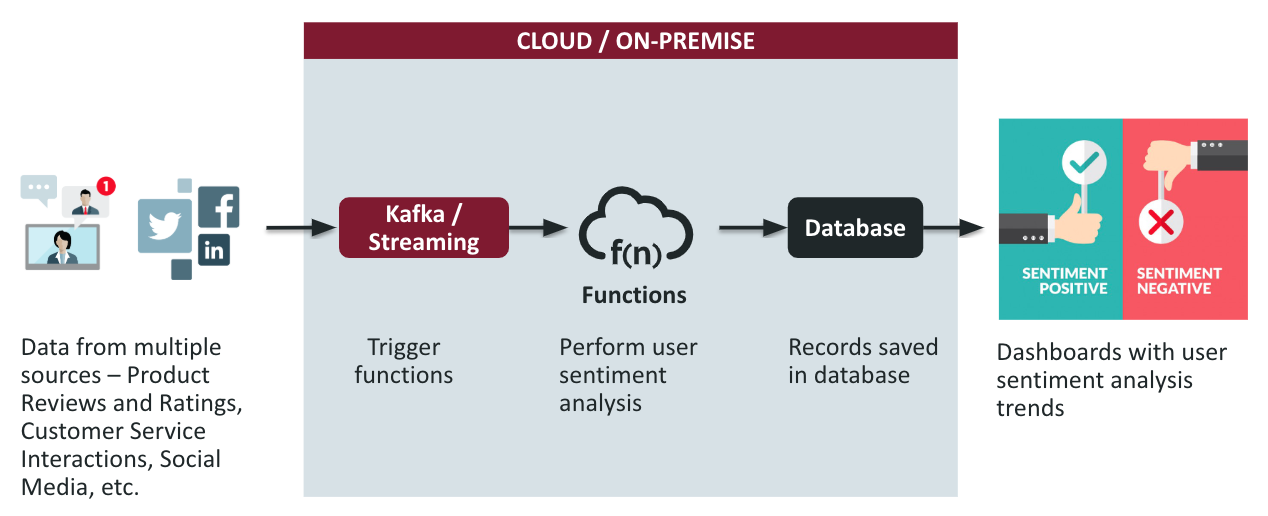 CLOUD / ON-PREMISE
1
f
in
Kafka /
Streaming
f(n)
Functions
Database
SENTIMENT
POSITIVE
SENTIMENT
NEGATIVE
Data from multiple
sources – Product
Reviews and Ratings,
Customer Service
Interactions, Social
Media, etc.
Trigger
functions
Perform user
sentiment
analysis
Records saved
in database
Dashboards with user
sentiment analysis
trends